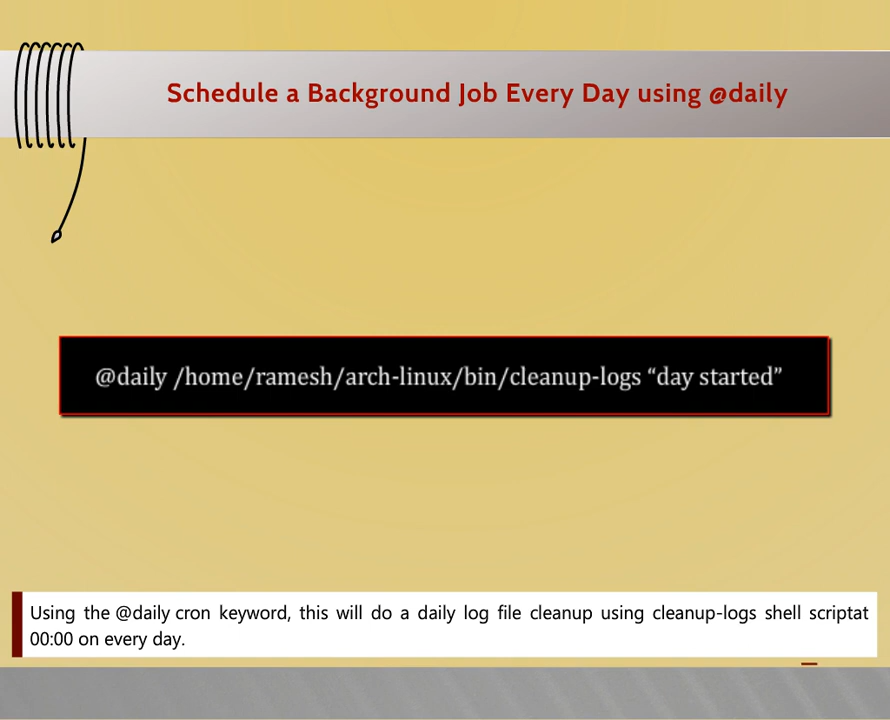 Schedule a Background Job Every Day using @daily
@daily /home/ramesh/arch-linux/bin/cleanup-logs “day started”
Using the @daily cron keyword, this will do a daily log file cleanup using cleanup-logs shell scriptat
00:00 on every day.